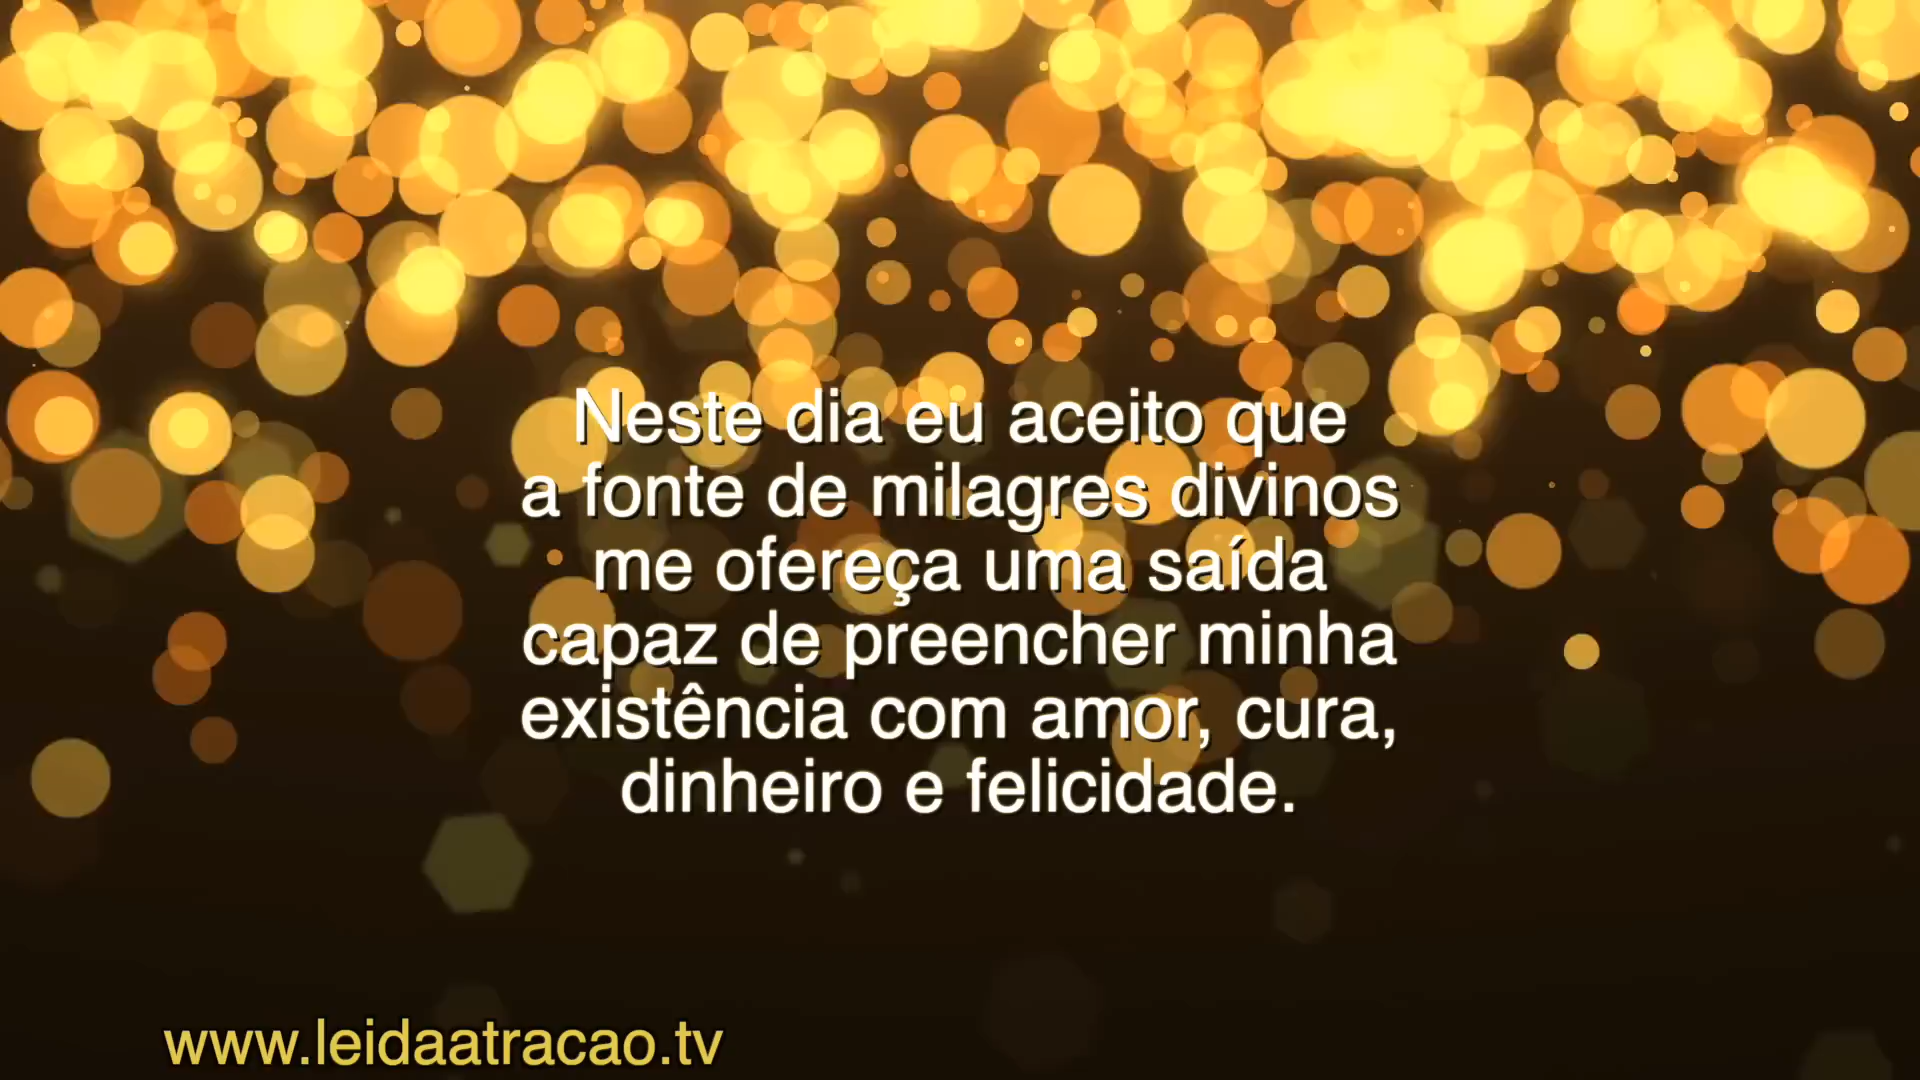 Neste dia eu aceito que
a fonte de milagres divinos
me ofereça uma saída
capaz de preencher minha
existência com amor, cura,
dinheiro e felicidade.
www.leidaatracao.tv